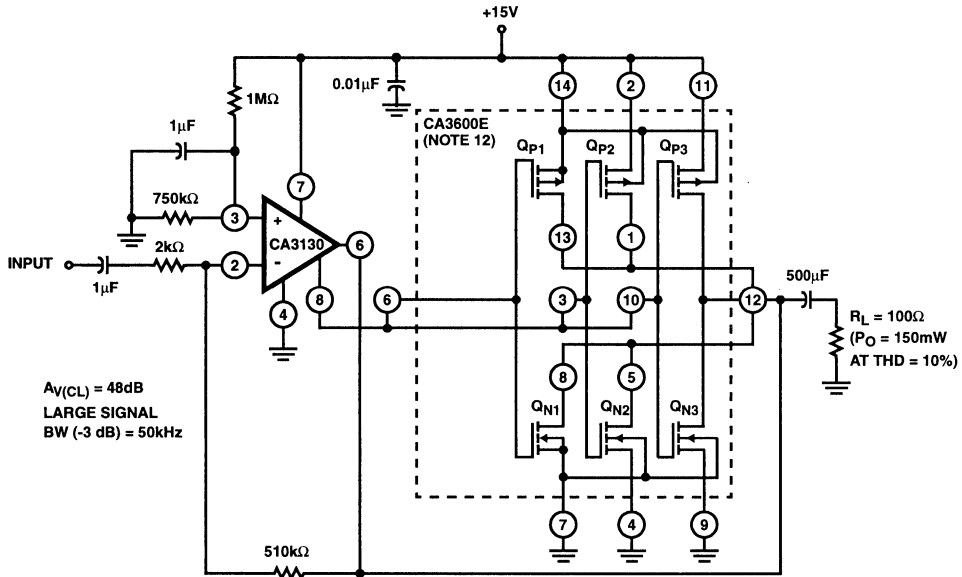 +15V
0.01µF
14
2
11
1MΩ
CA3600E
(NOTE 12)
1µF
QP1
QP2
QP3
7
750kΩ
3
+
CA3130
6
13
1
INPUT
1µF
2kΩ
2
-
8
4
6
3
10
12
500µF
RL = 100Ω
(PO = 150mW
AT THD = 10%)
8
5
AV(CL) = 48dB
LARGE SIGNAL
BW (-3 dB) = 50kHz
QN1
QN2
QN3
7
4
9
510kΩ